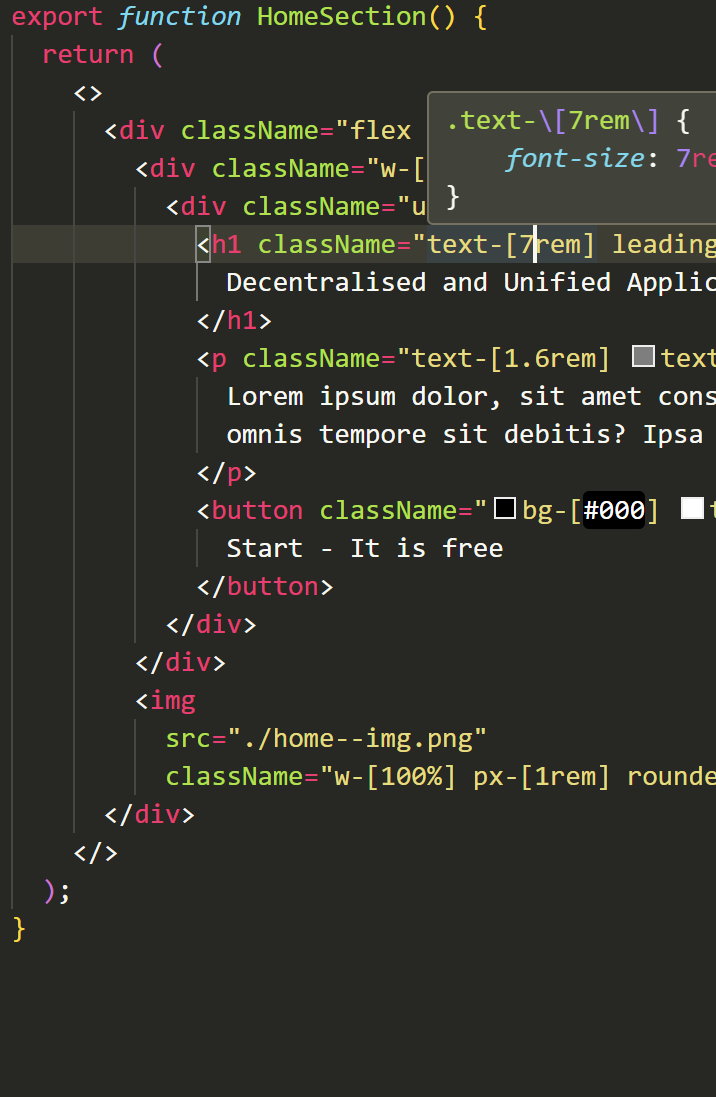 export function HomeSection() {
return (
<>
<div className="flex
.text-\[7rem\] {
<div className="w-[
font-size: 7re
<div className="u
}
<h1 className="text-[7rem] leading
Decentralised and Unified Applic
</h1>
<p className="text-[1.6rem] text
Lorem ipsum dolor, sit amet cons
omnis tempore sit debitis? Ipsa
</p>
<button className="bg-[#000] t
Start - It is free
</button>
</div>
</div>
<img
src="./home--img.png"
className="w-[100%] px-[1rem] rounde
</div>
</>
);
}